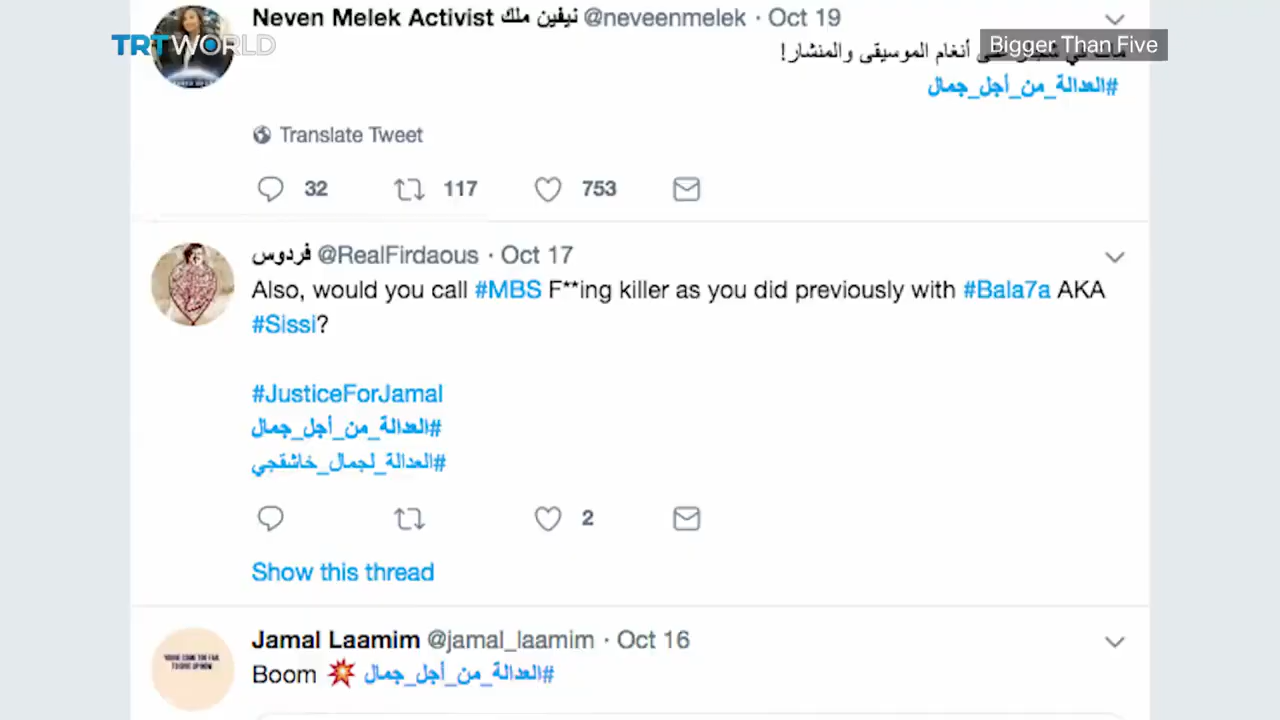 Neven Melek Activist نيفين ملك @neveenmelek · Oct 19
TRT WORLD
Bigger Than Five
أنغام الموسيقى والمنشار!
#العدالة_من_أجل_جمال
Translate Tweet
32 117 753
فردوس @RealFirdaous · Oct 17
Also, would you call #MBS F**ing killer as you did previously with #Bala7a AKA
#Sissi?
#JusticeForJamal
#العدالة_من_أجل_جمال
#العدالة_لجمال_خاشقجي
2
Show this thread
Jamal Laamim @jamal_laamim · Oct 16
Boom 💥 #العدالة_من_أجل_جمال